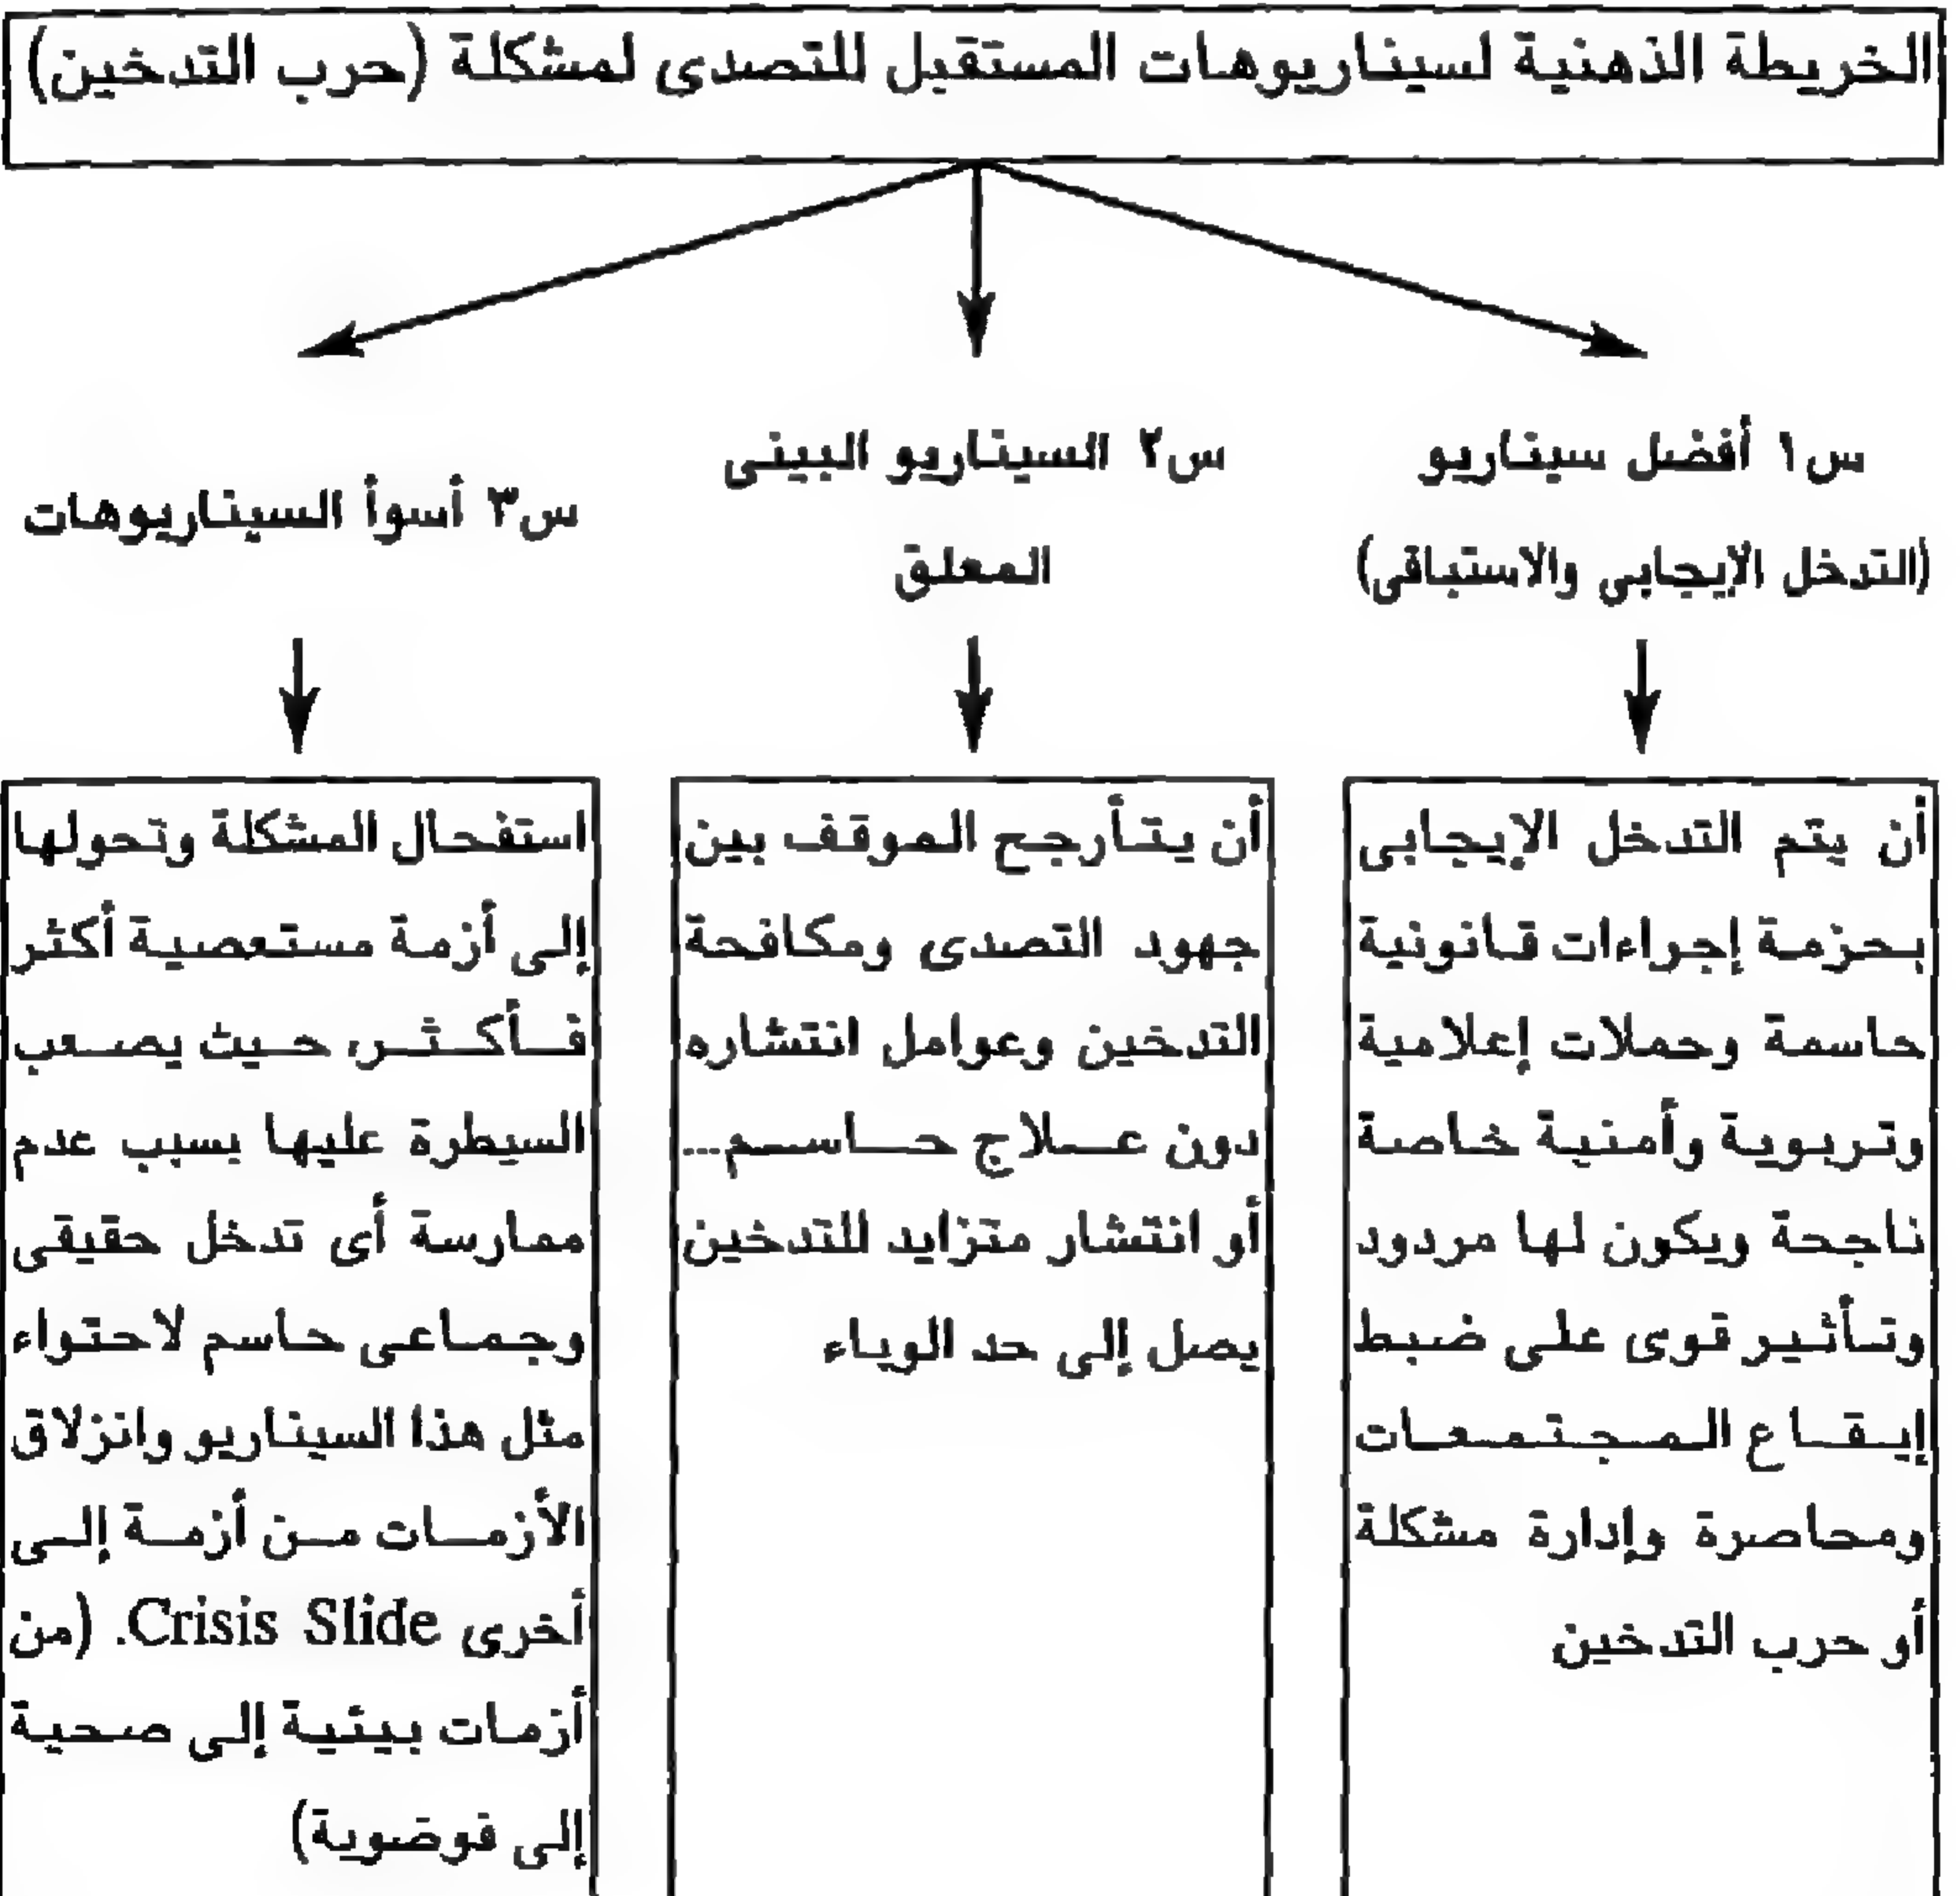 الخريطة الذهنية لسيناريوهات المستقبل للتصدى لمشكلة (حرب التدخين)
س١ أفضل سيناريو
(التدخل الإيجابى والاستباقى)
أن يتم التدخل الإيجابى
بحزمة إجراءات قانونية
حاسمة وحملات إعلامية
وتربوية وأمنية خاصة
ناجحة ويكون لها مردود
وتأثير قوى على ضبط
إيقاع المجتمعات
ومحاصرة وإدارة مشكلة
أو حرب التدخين
س٢ السيناريو البينى
المعلق
أن يتأرجح الموقف بين
جهود التصدى ومكافحة
التدخين وعوامل انتشاره
دون علاج حاسم...
أو انتشار متزايد للتدخين
يصل إلى حد الوباء
س٣ أسوأ السيناريوهات
استفحال المشكلة وتحولها
إلى أزمة مستعصية أكثر
فأكثر حيث يصعب
السيطرة عليها بسبب عدم
ممارسة أى تدخل حقيقى
وجماعى حاسم لاحتواء
مثل هذا السيناريو وانزلاق
الأزمات من أزمة إلى
أخرى Crisis Slide. (من
أزمات بيئية إلى صحية
إلى فوضوية)